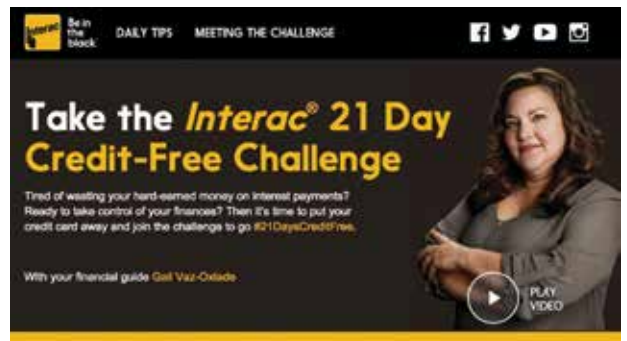 Interac
Be in
the
black
DAILY TIPS MEETING THE CHALLENGE
Take the Interac® 21 Day
Credit-Free Challenge
Tired of wasting your hard-earned money on interest payments?
Ready to take control of your finances? Then it's time to put your
credit card away and join the challenge to go #21DaysCreditFree.
With your financial guide Gail Vaz-Oxlade
PLAY
VIDEO